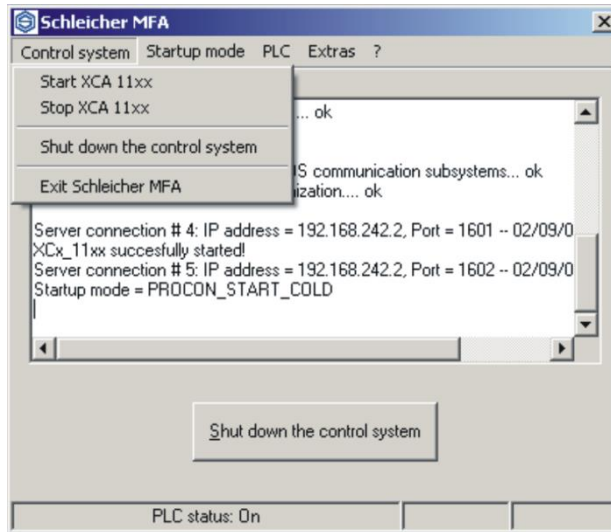 Schleicher MFA
Control system Startup mode PLC Extras ?
Start XCA 11xx
Stop XCA 11xx
Shut down the control system
Exit Schleicher MFA
... ok
S communication subsystems... ok
ization.... ok
Server connection # 4: IP address = 192.168.242.2, Port = 1601 -- 02/09/0
XCx_11xx succesfully started!
Server connection # 5: IP address = 192.168.242.2, Port = 1602 -- 02/09/0
Startup mode = PROCON_START_COLD
Shut down the control system
PLC status: On